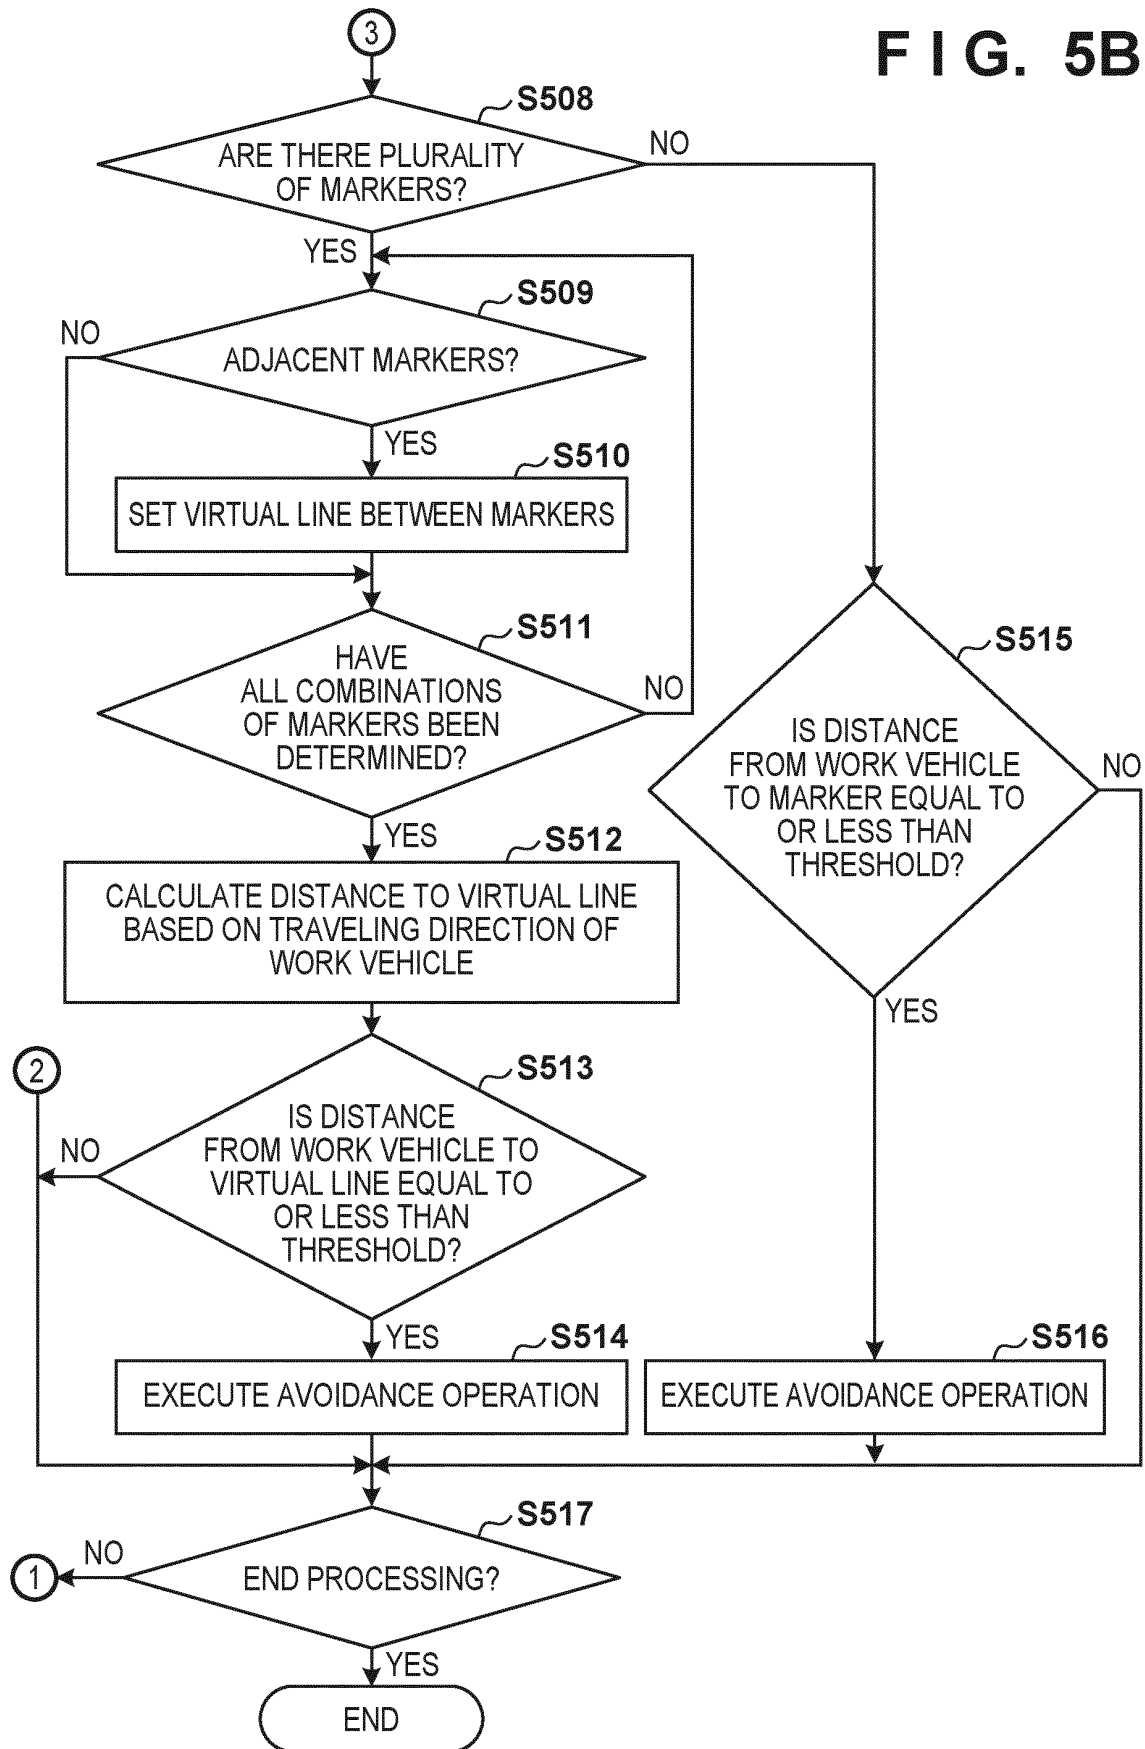 FIG. 5B
3
S508
ARE THERE PLURALITY
OF MARKERS?
NO
YES
S509
NO
ADJACENT MARKERS?
YES
S510
SET VIRTUAL LINE BETWEEN MARKERS
S511
HAVE
ALL COMBINATIONS
OF MARKERS BEEN
DETERMINED?
NO
YES
S512
CALCULATE DISTANCE TO VIRTUAL LINE
BASED ON TRAVELING DIRECTION OF
WORK VEHICLE
2
S513
NO
IS DISTANCE
FROM WORK VEHICLE TO
VIRTUAL LINE EQUAL TO
OR LESS THAN
THRESHOLD?
YES
S514
EXECUTE AVOIDANCE OPERATION
S515
IS DISTANCE
FROM WORK VEHICLE
TO MARKER EQUAL TO
OR LESS THAN
THRESHOLD?
NO
YES
S516
EXECUTE AVOIDANCE OPERATION
S517
1
NO
END PROCESSING?
YES
END